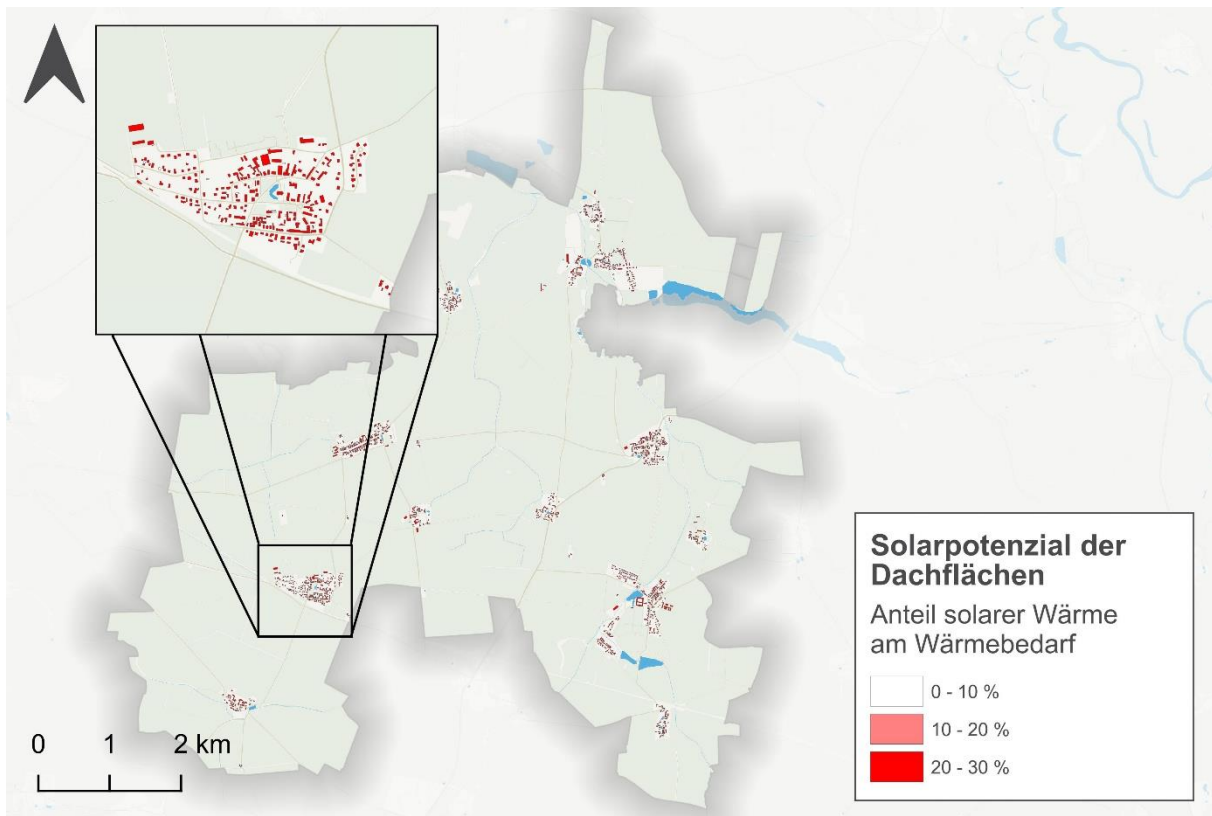 Solarpotenzial der
Dachflächen
Anteil solarer Wärme
am Wärmebedarf
0 - 10 %
10 - 20 %
20 - 30 %
0 1 2 km